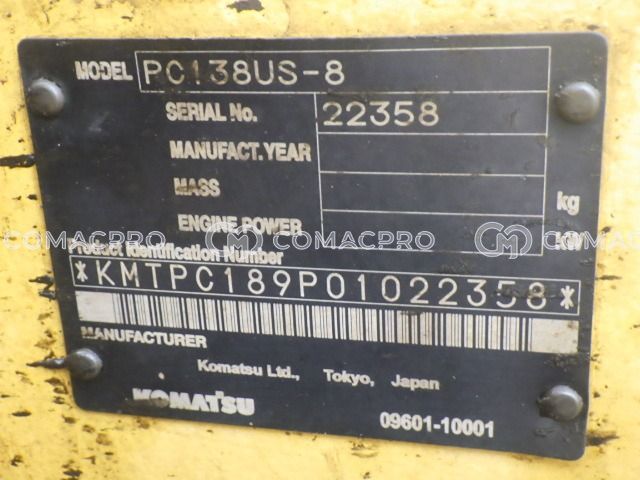 MODEL PC138US-8
SERIAL No. 22358
MANUFACT.YEAR
MASS kg
ENGINE POWER kW
COMACPRO COMACPRO COMACPRO
Product Identification Number
*KMTPC189P01022358*
MANUFACTURER
Komatsu Ltd., Tokyo, Japan
KOMATSU
09601-10001